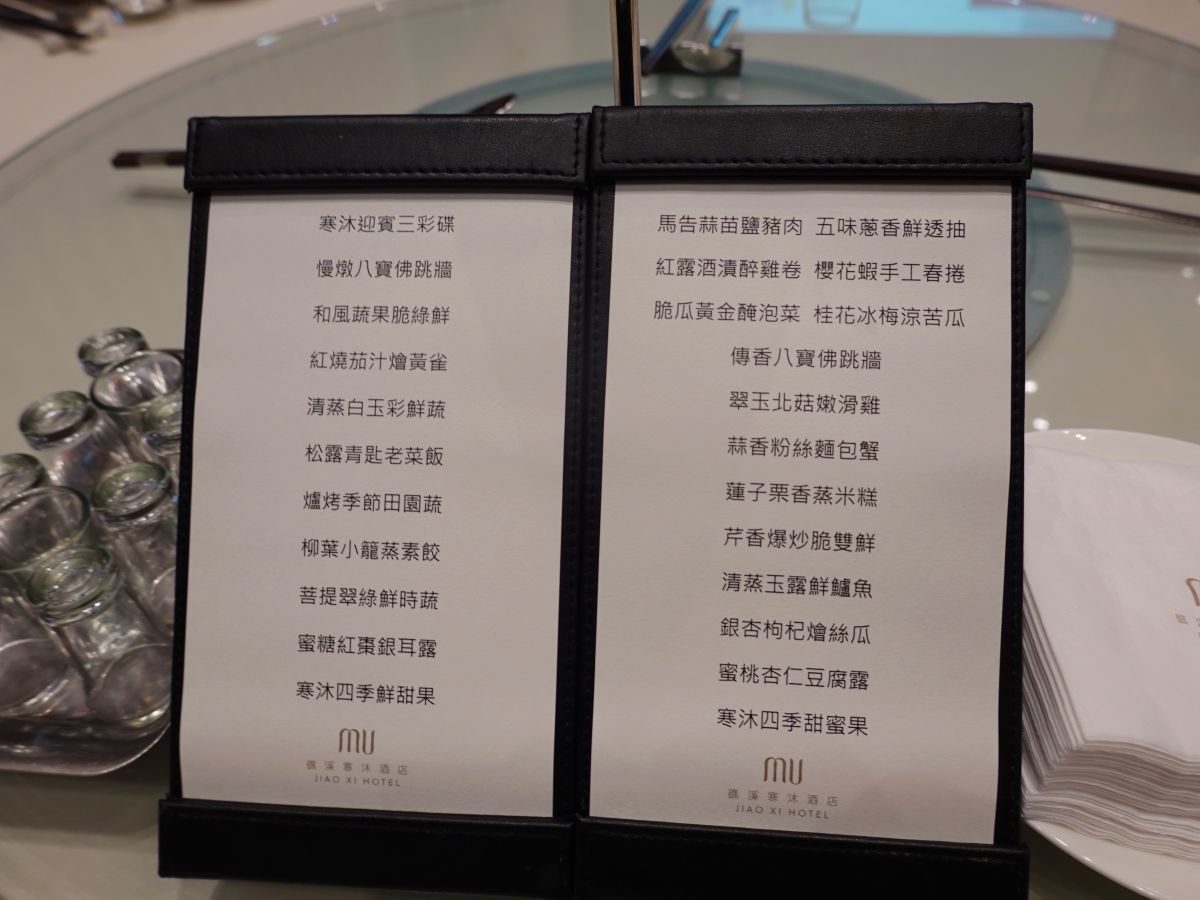 寒沐迎賓三彩碟
慢燉八寶佛跳牆
和風蔬果脆綠鮮
紅燒茄汁燴黃雀
清蒸白玉彩鮮蔬
松露青匙老菜飯
爐烤季節田園蔬
柳葉小籠蒸素餃
菩提翠綠鮮時蔬
蜜糖紅棗銀耳露
寒沐四季鮮甜果
mu
礁溪寒沐酒店
JIAO XI HOTEL
馬告蒜苗鹽豬肉 五味蔥香鮮透抽
紅露酒漬醉雞卷 櫻花蝦手工春捲
脆瓜黃金醃泡菜 桂花冰梅涼苦瓜
傳香八寶佛跳牆
翠玉北菇嫩滑雞
蒜香粉絲麵包蟹
蓮子栗香蒸米糕
芹香爆炒脆雙鮮
清蒸玉露鮮鱸魚
銀杏枸杞燴絲瓜
蜜桃杏仁豆腐露
寒沐四季甜蜜果
mu
礁溪寒沐酒店
JIAO XI HOTEL